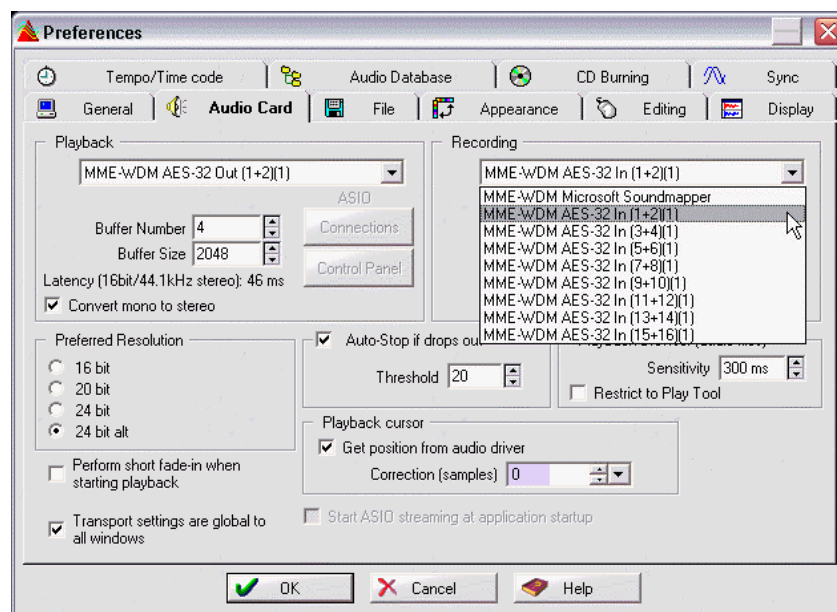 Preferences
Tempo/Time code
Audio Database
CD Burning
Sync
General
Audio Card
File
Appearance
Editing
Display
Playback
MME-WDM AES-32 Out (1+2)(1)
ASIO
Buffer Number 4
Connections
Buffer Size 2048
Control Panel
Latency (16bit/44.1kHz stereo): 46 ms
Convert mono to stereo
Recording
MME-WDM AES-32 In (1+2)(1)
MME-WDM Microsoft Soundmapper
MME-WDM AES-32 In (1+2)(1)
MME-WDM AES-32 In (3+4)(1)
MME-WDM AES-32 In (5+6)(1)
MME-WDM AES-32 In (7+8)(1)
MME-WDM AES-32 In (9+10)(1)
MME-WDM AES-32 In (11+12)(1)
MME-WDM AES-32 In (13+14)(1)
MME-WDM AES-32 In (15+16)(1)
Preferred Resolution
16 bit
20 bit
24 bit
24 bit alt
Auto-Stop if drops out
Threshold 20
Sensitivity 300 ms
Restrict to Play Tool
Playback cursor
Get position from audio driver
Correction (samples) 0
Perform short fade-in when
starting playback
Transport settings are global to
all windows
Start ASIO streaming at application startup
OK
Cancel
Help